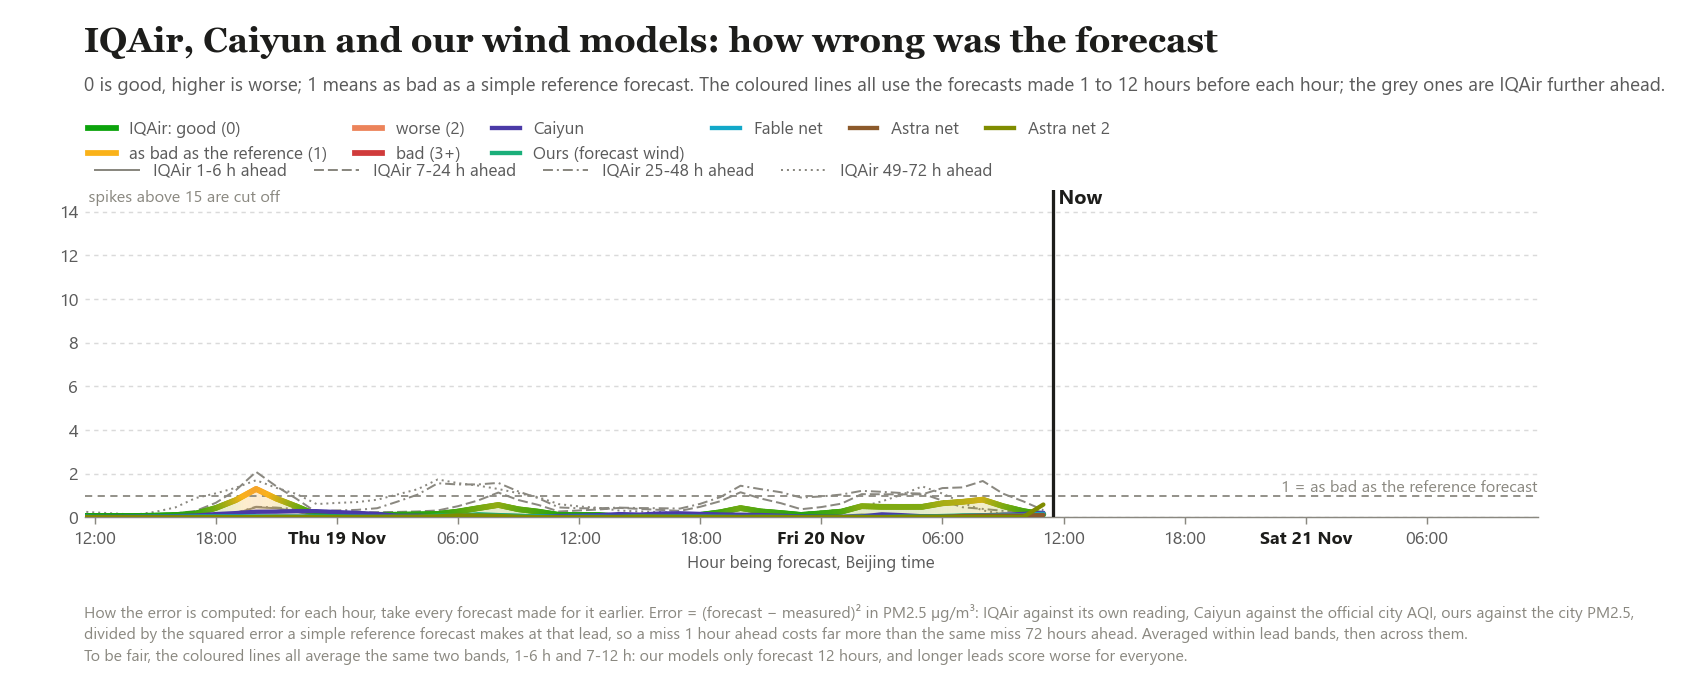 IQAir, Caiyun and our wind models: how wrong was the forecast
0 is good, higher is worse; 1 means as bad as a simple reference forecast. The coloured lines all use the forecasts made 1 to 12 hours before each hour; the grey ones are IQAir further ahead.
IQAir: good (0) worse (2) Caiyun Fable net Astra net Astra net 2
as bad as the reference (1) bad (3+) Ours (forecast wind)
IQAir 1-6 h ahead IQAir 7-24 h ahead IQAir 25-48 h ahead IQAir 49-72 h ahead
spikes above 15 are cut off
Now
14
12
10
8
6
4
2
1 = as bad as the reference forecast
0
12:00 18:00 Thu 19 Nov 06:00 12:00 18:00 Fri 20 Nov 06:00 12:00 18:00 Sat 21 Nov 06:00
Hour being forecast, Beijing time
How the error is computed: for each hour, take every forecast made for it earlier. Error = (forecast − measured)² in PM2.5 µg/m³: IQAir against its own reading, Caiyun against the official city AQI, ours against the city PM2.5,
divided by the squared error a simple reference forecast makes at that lead, so a miss 1 hour ahead costs far more than the same miss 72 hours ahead. Averaged within lead bands, then across them.
To be fair, the coloured lines all average the same two bands, 1-6 h and 7-12 h: our models only forecast 12 hours, and longer leads score worse for everyone.